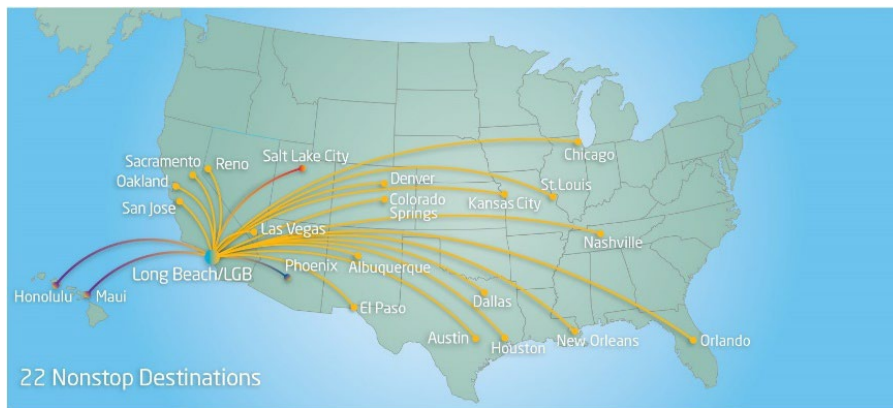 Chicago
Sacramento
Reno
Salt Lake City
Oakland
Denver
St.Louis
San Jose
Colorado
Springs
Kansas City
Las Vegas
Nashville
Long Beach/LGB
Phoenix
Albuquerque
Honolulu
Maui
El Paso
Dallas
Austin
Houston
New Orleans
Orlando
22 Nonstop Destinations